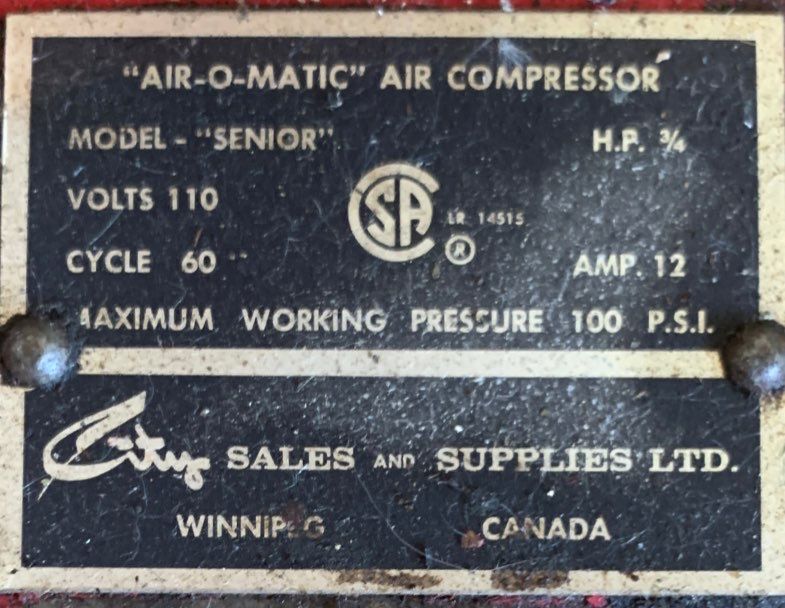 "AIR-O-MATIC" AIR COMPRESSOR
MODEL - "SENIOR" H.P. ¾
VOLTS 110
CSA LR 14515
®
CYCLE 60 AMP. 12
MAXIMUM WORKING PRESSURE 100 P.S.I.
City SALES AND SUPPLIES LTD.
WINNIPEG CANADA